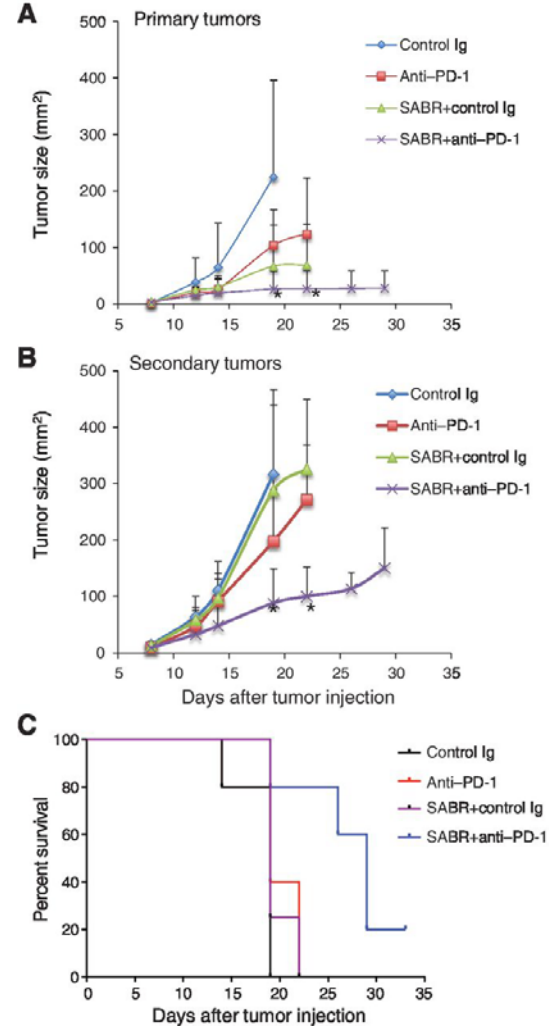 A
Primary tumors
500
400
300
200
100
0
Tumor size (mm²)
Control Ig
Anti–PD-1
SABR+control Ig
SABR+anti–PD-1
* *
5 10 15 20 25 30 35
B
Secondary tumors
500
400
300
200
100
0
Tumor size (mm²)
Control Ig
Anti–PD-1
SABR+control Ig
SABR+anti–PD-1
* *
5 10 15 20 25 30 35
Days after tumor injection
C
100
80
60
40
20
0
Percent survival
Control Ig
Anti–PD-1
SABR+control Ig
SABR+anti–PD-1
0 5 10 15 20 25 30 35
Days after tumor injection